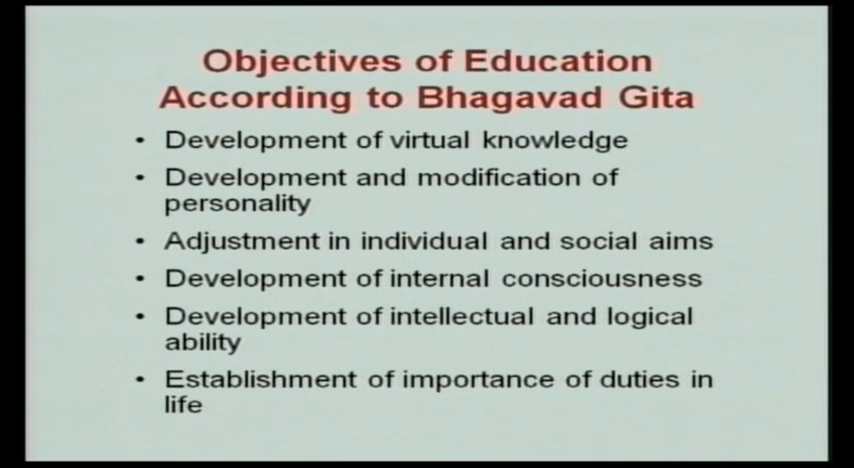 Objectives of Education
According to Bhagavad Gita
• Development of virtual knowledge
• Development and modification of
personality
• Adjustment in individual and social aims
• Development of internal consciousness
• Development of intellectual and logical
ability
• Establishment of importance of duties in
life